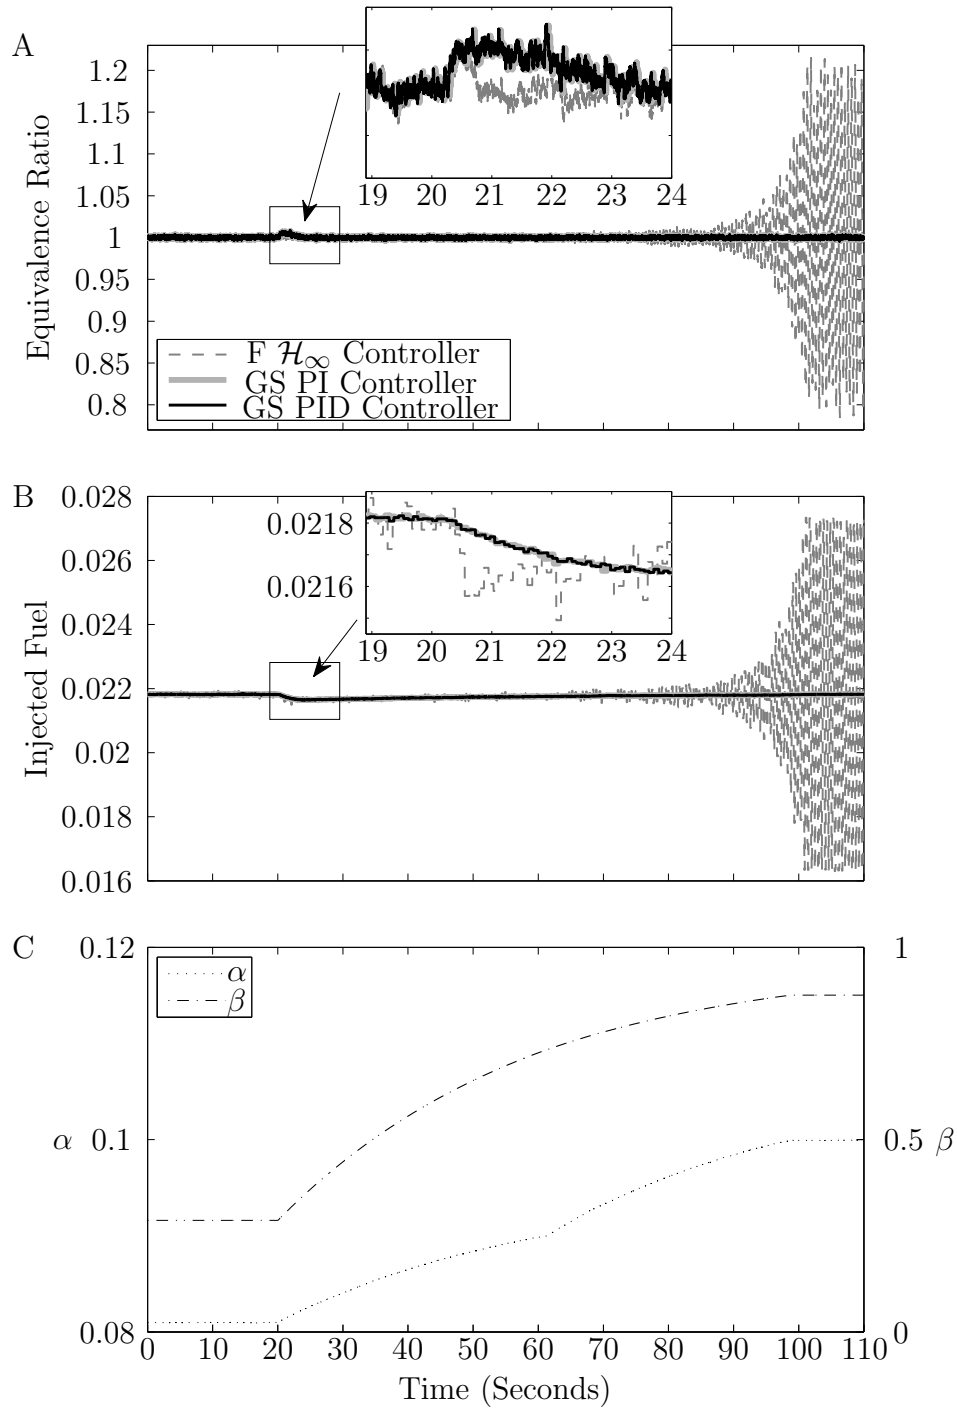 A
Equivalence Ratio
1.2
1.15
1.1
1.05
1
0.95
0.9
0.85
0.8
19 20 21 22 23 24
F ℋ∞ Controller
GS PI Controller
GS PID Controller
B
Injected Fuel
0.028
0.026
0.024
0.022
0.02
0.018
0.016
0.0218
0.0216
19 20 21 22 23 24
C
α
0.12
0.1
0.08
α
β
1
0.5
0
β
0 10 20 30 40 50 60 70 80 90 100 110
Time (Seconds)